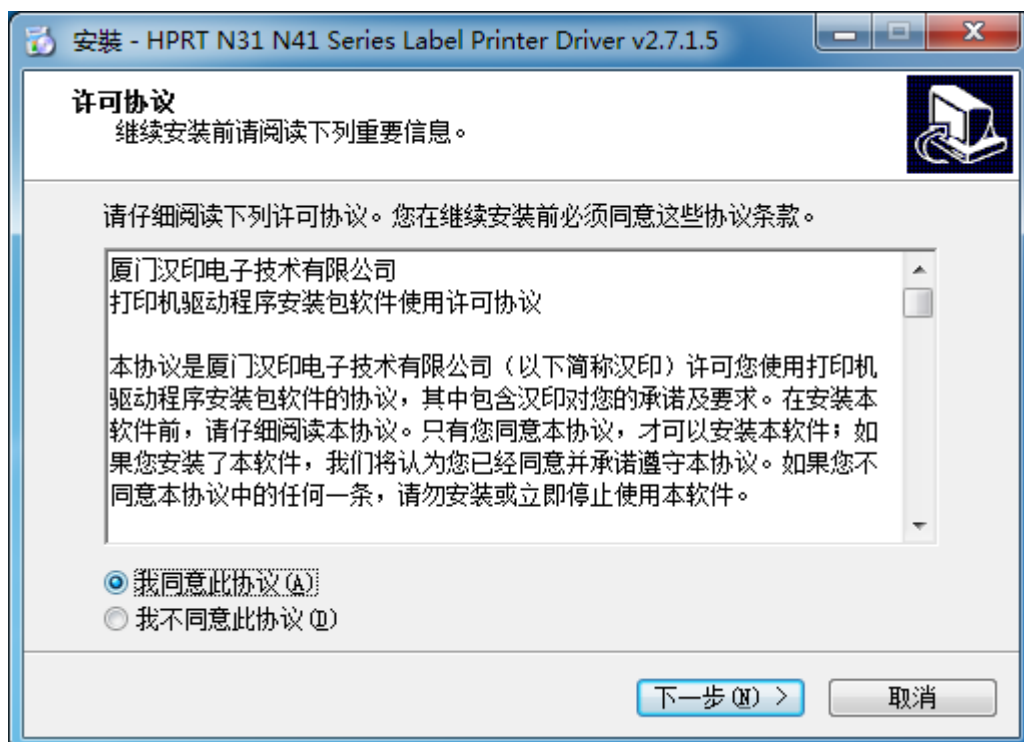 安裝 - HPRT N31 N41 Series Label Printer Driver v2.7.1.5
许可协议
继续安装前请阅读下列重要信息。
请仔细阅读下列许可协议。您在继续安装前必须同意这些协议条款。
厦门汉印电子技术有限公司
打印机驱动程序安装包软件使用许可协议
本协议是厦门汉印电子技术有限公司（以下简称汉印）许可您使用打印机
驱动程序安装包软件的协议，其中包含汉印对您的承诺及要求。在安装本
软件前，请仔细阅读本协议。只有您同意本协议，才可以安装本软件；如
果您安装了本软件，我们将认为您已经同意并承诺遵守本协议。如果您不
同意本协议中的任何一条，请勿安装或立即停止使用本软件。
我同意此协议(A)
我不同意此协议(D)
下一步(N) >
取消